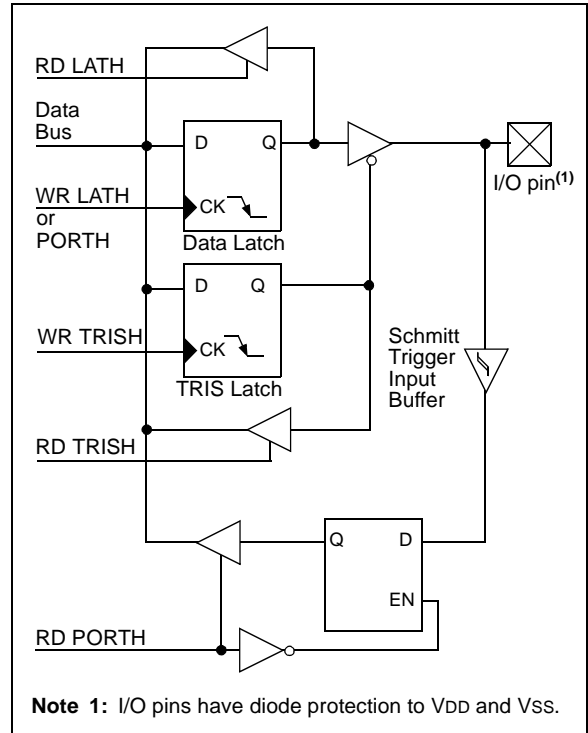 RD LATH
Data
Bus
D Q
I/O pin(1)
WR LATH
or
PORTH
CK
Data Latch
D Q
WR TRISH
CK
TRIS Latch
Schmitt
Trigger
Input
Buffer
RD TRISH
Q D
EN
RD PORTH
Note 1: I/O pins have diode protection to VDD and VSS.